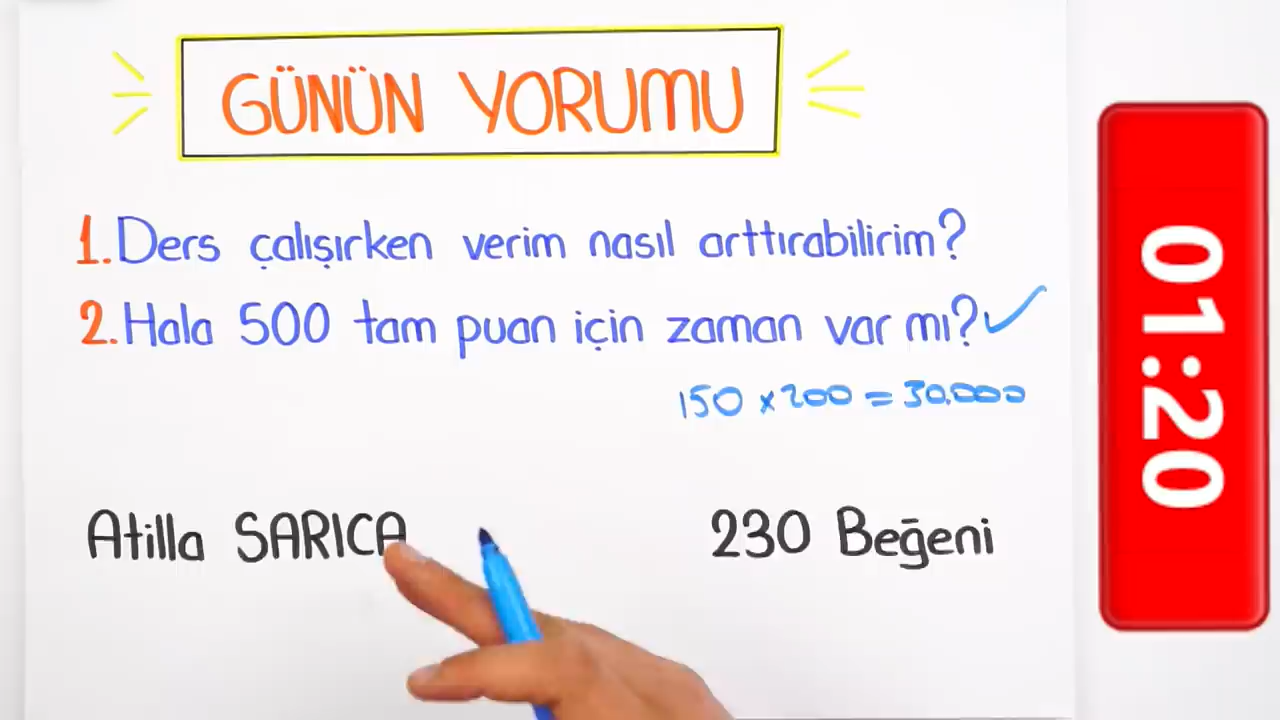 GÜNÜN YORUMU
1. Ders çalışırken verim nasıl arttırabilirim?
2. Hala 500 tam puan için zaman var mı?✓
150 x 200 = 30.000
Atilla SARICA 230 Beğeni
01:20